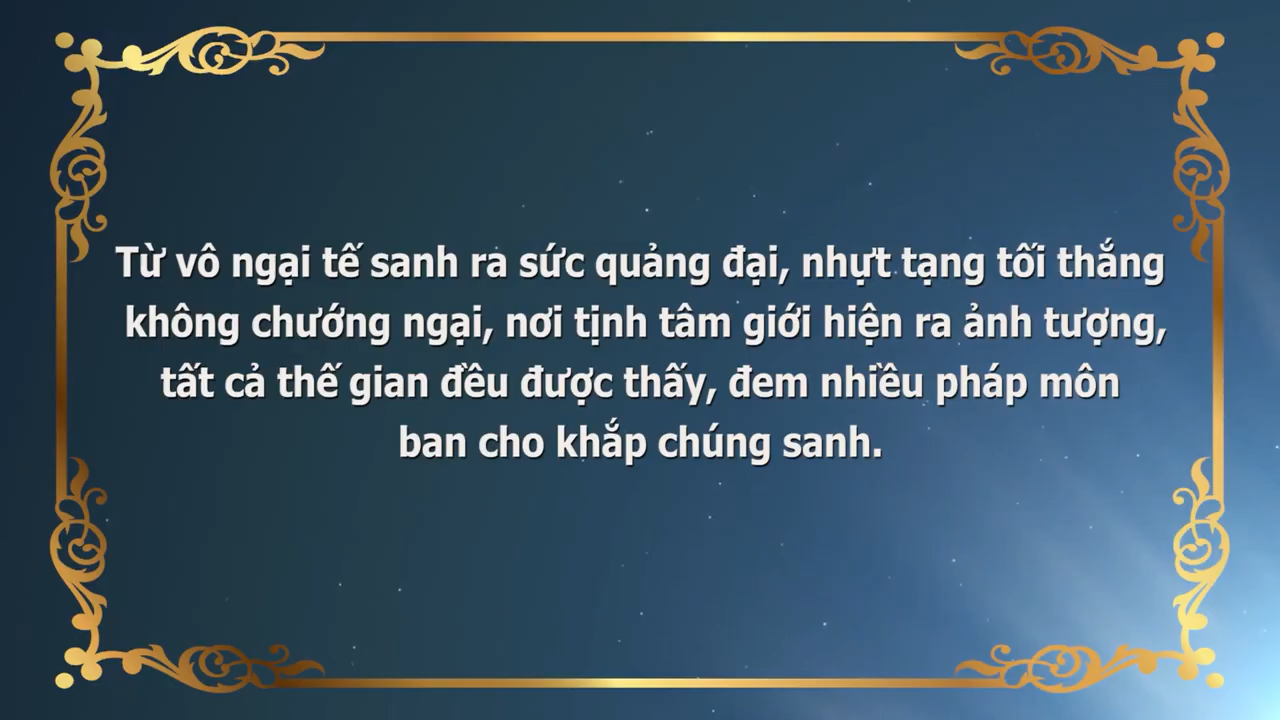 Từ vô ngại tế sanh ra sức quảng đại, nhựt tạng tối thắng
không chướng ngại, nơi tịnh tâm giới hiện ra ảnh tượng,
tất cả thế gian đều được thấy, đem nhiều pháp môn
ban cho khắp chúng sanh.